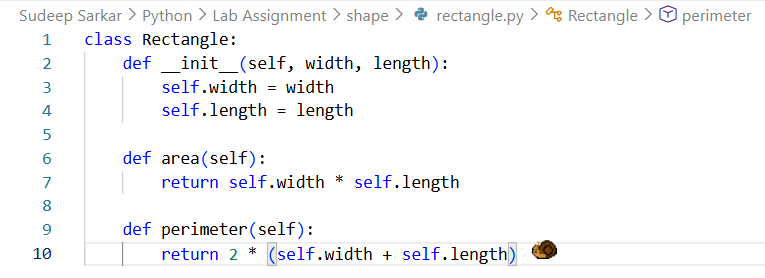 Sudeep Sarkar > Python > Lab Assignment > shape > rectangle.py > Rectangle > perimeter
1 class Rectangle:
2     def __init__(self, width, length):
3         self.width = width
4         self.length = length
5
6     def area(self):
7         return self.width * self.length
8
9     def perimeter(self):
10         return 2 * (self.width + self.length)